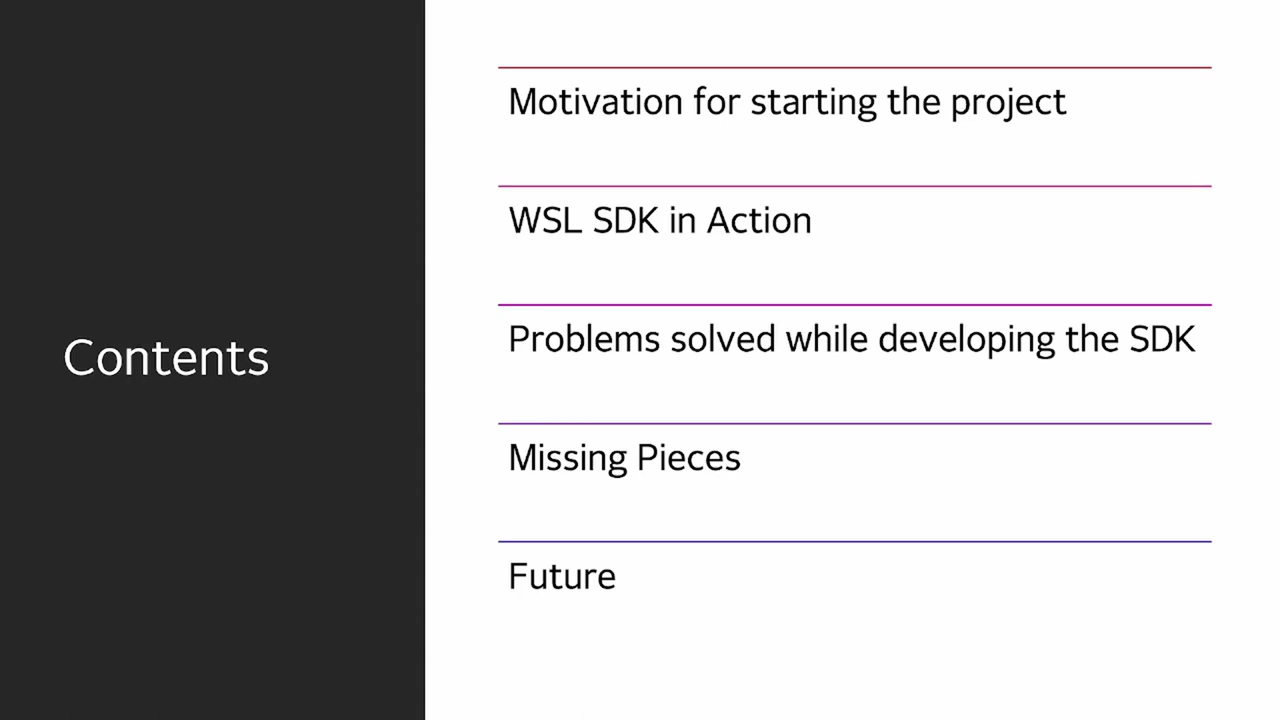 Contents
Motivation for starting the project
WSL SDK in Action
Problems solved while developing the SDK
Missing Pieces
Future